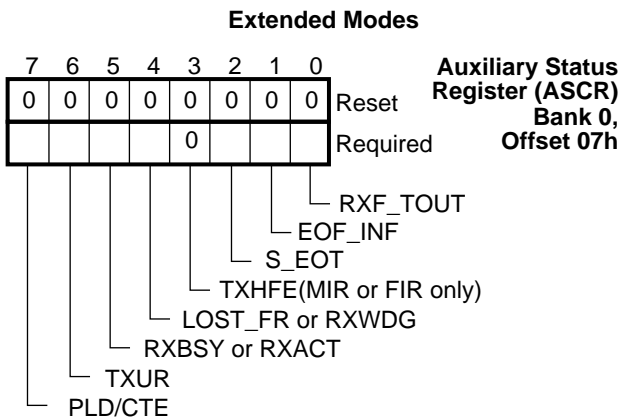 Extended Modes
7 6 5 4 3 2 1 0
Auxiliary Status
Register (ASCR)
Bank 0,
Offset 07h
0 0 0 0 0 0 0 0 Reset
0 Required
RXF_TOUT
EOF_INF
S_EOT
TXHFE(MIR or FIR only)
LOST_FR or RXWDG
RXBSY or RXACT
TXUR
PLD/CTE